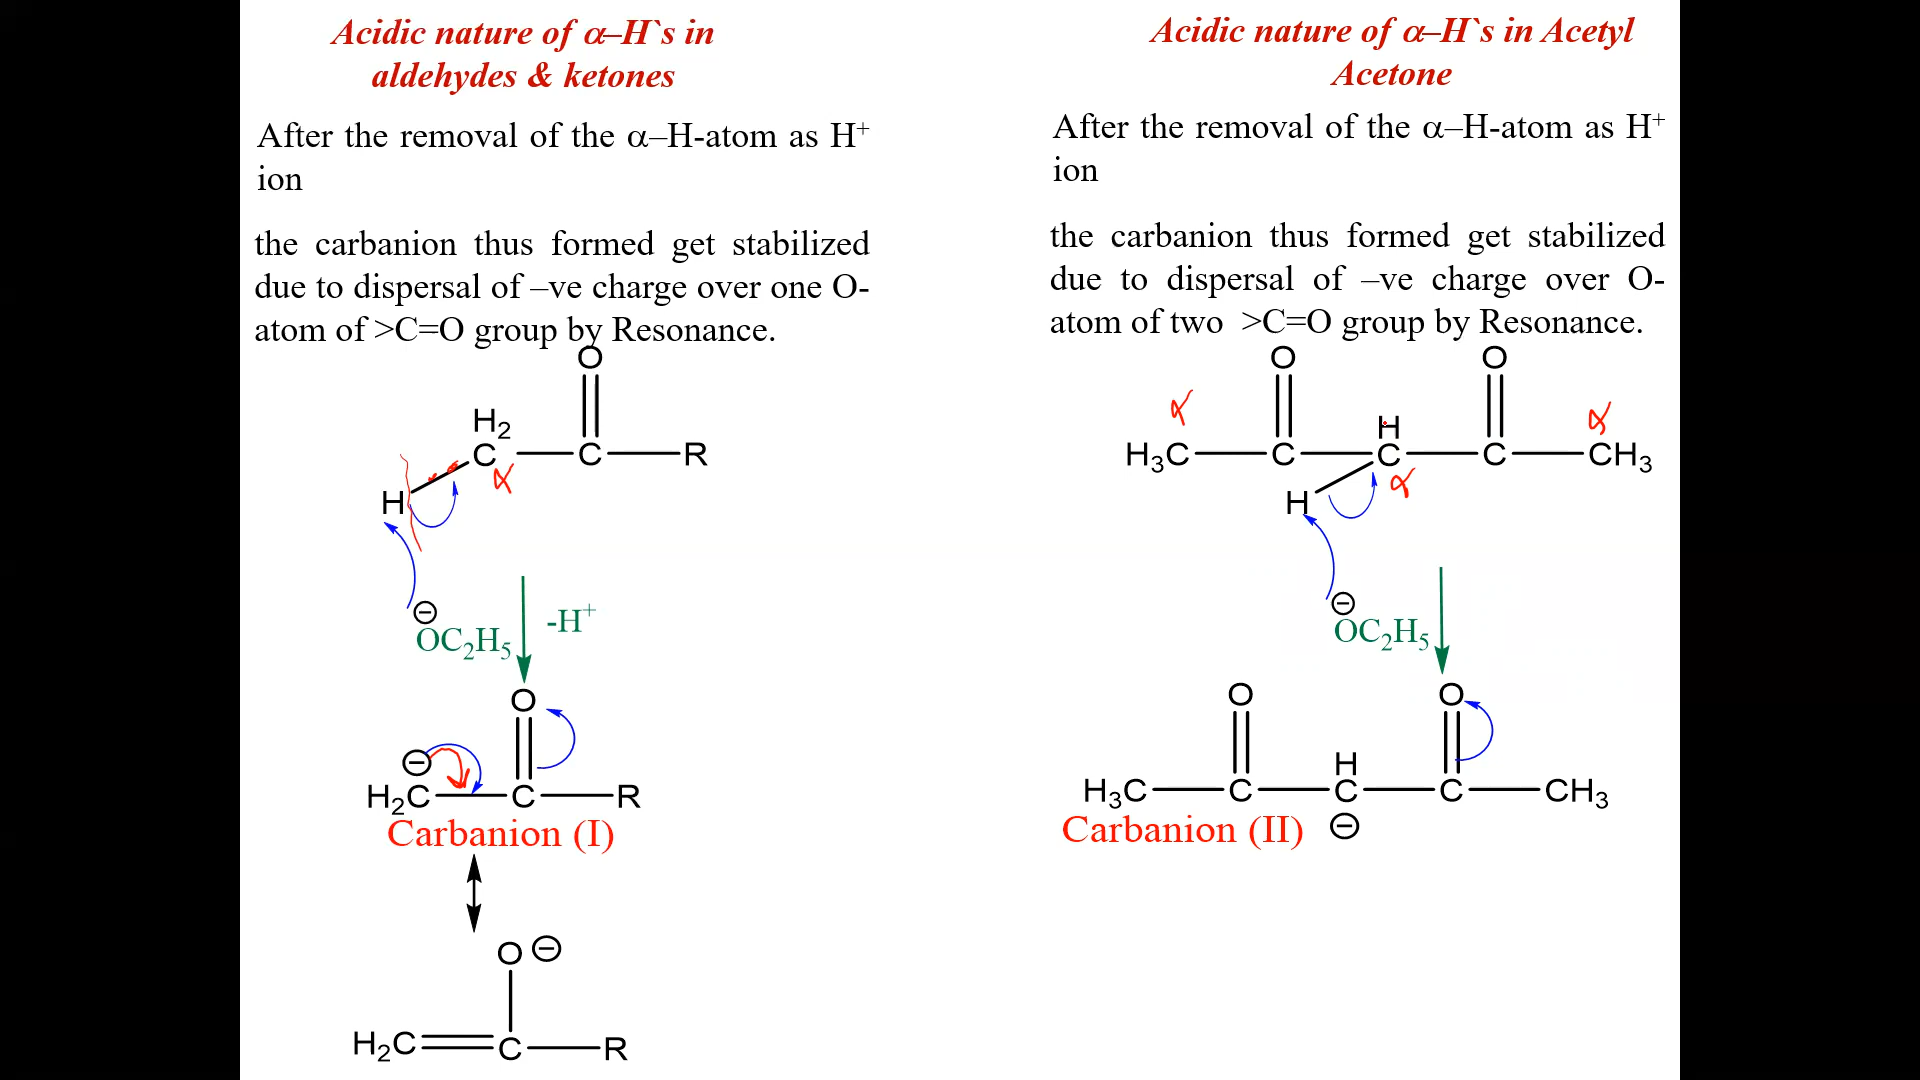 Acidic nature of α–H`s in
aldehydes & ketones
After the removal of the α–H-atom as H⁺
ion
the carbanion thus formed get stabilized
due to dispersal of –ve charge over one O-
atom of >C=O group by Resonance.
O
H₂
C C R
α
H
⊖
OC₂H₅
-H⁺
O
⊖
H₂C C R
Carbanion (I)
O ⊖
H₂C C R
Acidic nature of α–H`s in Acetyl
Acetone
After the removal of the α–H-atom as H⁺
ion
the carbanion thus formed get stabilized
due to dispersal of –ve charge over O-
atom of two >C=O group by Resonance.
O O
α H α
H₃C C C C CH₃
α
H
⊖
OC₂H₅
O O
H
H₃C C C C CH₃
Carbanion (II) ⊖